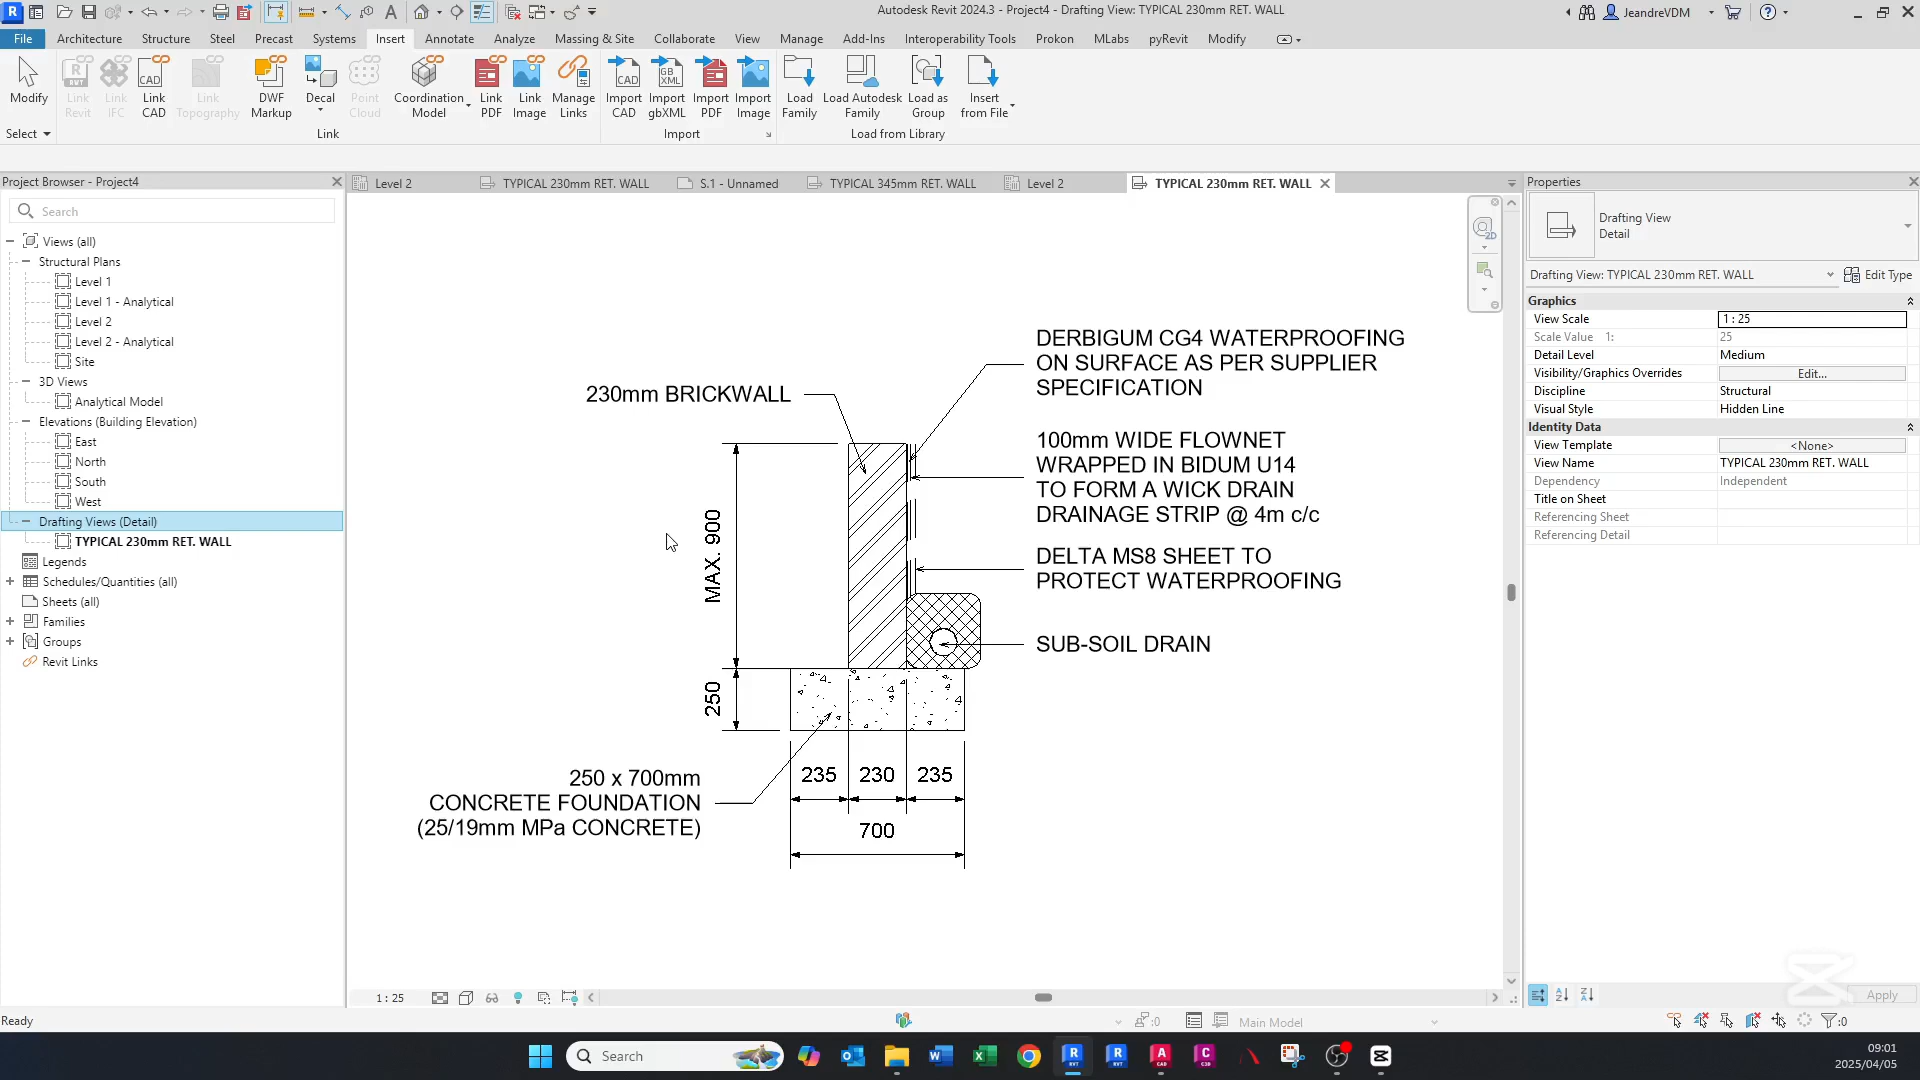 Autodesk Revit 2024.3 - Project4 - Drafting View: TYPICAL 230mm RET. WALL
JeandreVDM
File
Architecture
Structure
Steel
Precast
Systems
Insert
Annotate
Analyze
Massing & Site
Collaborate
View
Manage
Add-Ins
Interoperability Tools
Prokon
MLabs
pyRevit
Modify
Modify
Link
Revit
Link
IFC
Link
CAD
Link
Topography
DWF
Markup
Decal
Point
Cloud
Coordination
Model
Link
PDF
Link
Image
Manage
Links
Import
CAD
Import
gbXML
Import
PDF
Import
Image
Load
Family
Load Autodesk
Family
Load as
Group
Insert
from File
Select
Link
Import
Load from Library
Project Browser - Project4
Search
Views (all)
Structural Plans
Level 1
Level 1 - Analytical
Level 2
Level 2 - Analytical
Site
3D Views
Analytical Model
Elevations (Building Elevation)
East
North
South
West
Drafting Views (Detail)
TYPICAL 230mm RET. WALL
Legends
Schedules/Quantities (all)
Sheets (all)
Families
Groups
Revit Links
Level 2
TYPICAL 230mm RET. WALL
S.1 - Unnamed
TYPICAL 345mm RET. WALL
Level 2
TYPICAL 230mm RET. WALL
2D
DERBIGUM CG4 WATERPROOFING
ON SURFACE AS PER SUPPLIER
SPECIFICATION
230mm BRICKWALL
100mm WIDE FLOWNET
WRAPPED IN BIDUM U14
TO FORM A WICK DRAIN
DRAINAGE STRIP @ 4m c/c
MAX. 900
DELTA MS8 SHEET TO
PROTECT WATERPROOFING
SUB-SOIL DRAIN
250
250 x 700mm
CONCRETE FOUNDATION
(25/19mm MPa CONCRETE)
235 230 235
700
Properties
Drafting View
Detail
Drafting View: TYPICAL 230mm RET. WALL
Edit Type
Graphics
View Scale 1 : 25
Scale Value 1: 25
Detail Level Medium
Visibility/Graphics Overrides Edit...
Discipline Structural
Visual Style Hidden Line
Identity Data
View Template <None>
View Name TYPICAL 230mm RET. WALL
Dependency Independent
Title on Sheet
Referencing Sheet
Referencing Detail
1 : 25
Apply
Ready
:0
Main Model
:0
Search
09:01
2025/04/05